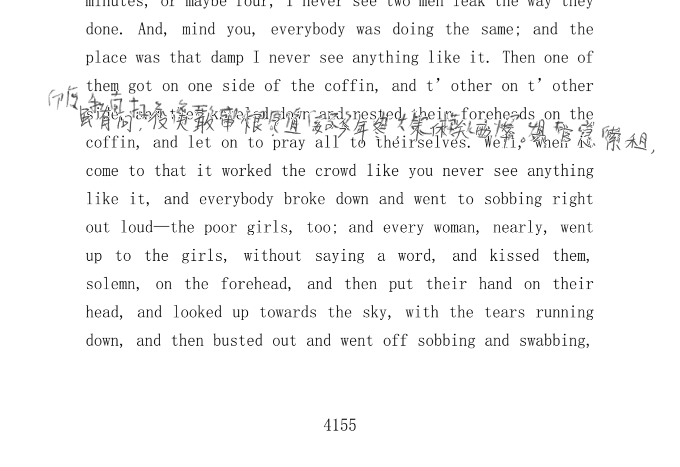 minutes, or maybe four, I never see two men leak the way they
done. And, mind you, everybody was doing the same; and the
place was that damp I never see anything like it. Then one of
them got on one side of the coffin, and t’ other on t’ other
and rested their foreheads on the
coffin, and let on to pray all to theirselves. Well, when it
come to that it worked the crowd like you never see anything
like it, and everybody broke down and went to sobbing right
out loud—the poor girls, too; and every woman, nearly, went
up to the girls, without saying a word, and kissed them,
solemn, on the forehead, and then put their hand on their
head, and looked up towards the sky, with the tears running
down, and then busted out and went off sobbing and swabbing,
4155